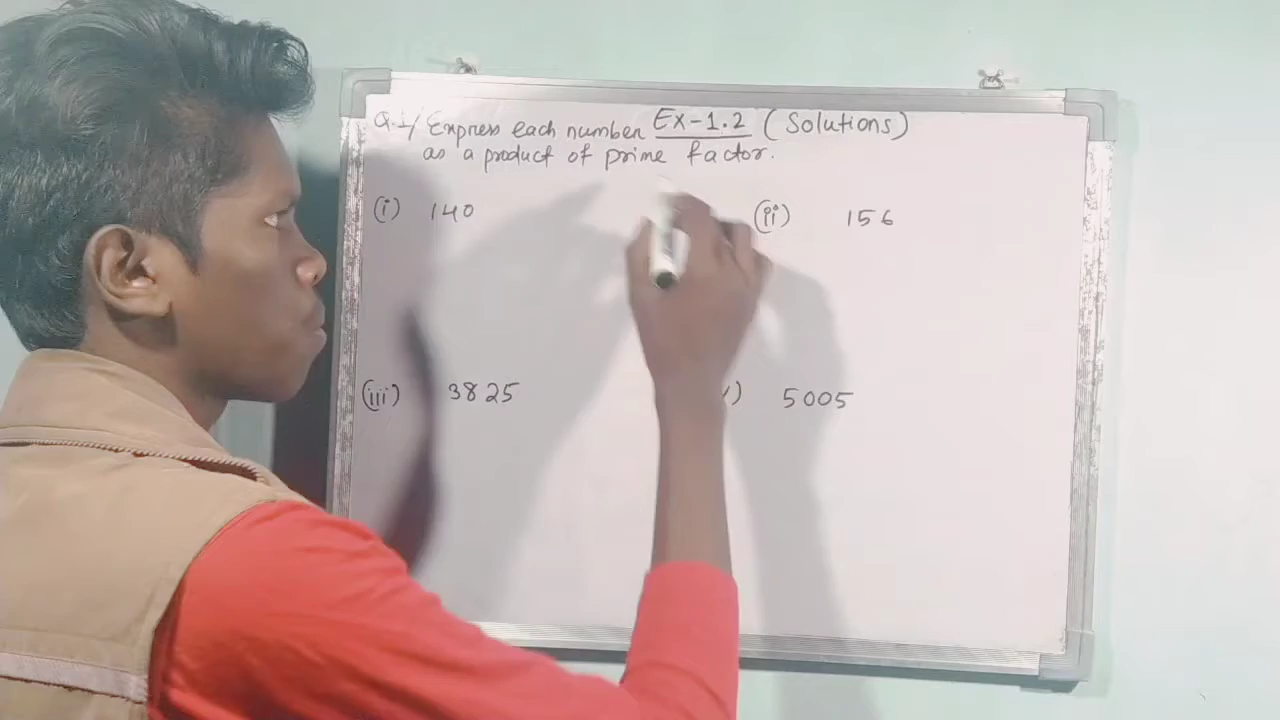 Q.1/ Express each number Ex-1.2 (Solutions)
as a product of prime factor.
(i) 140 (ii) 156
(iii) 3825 5005